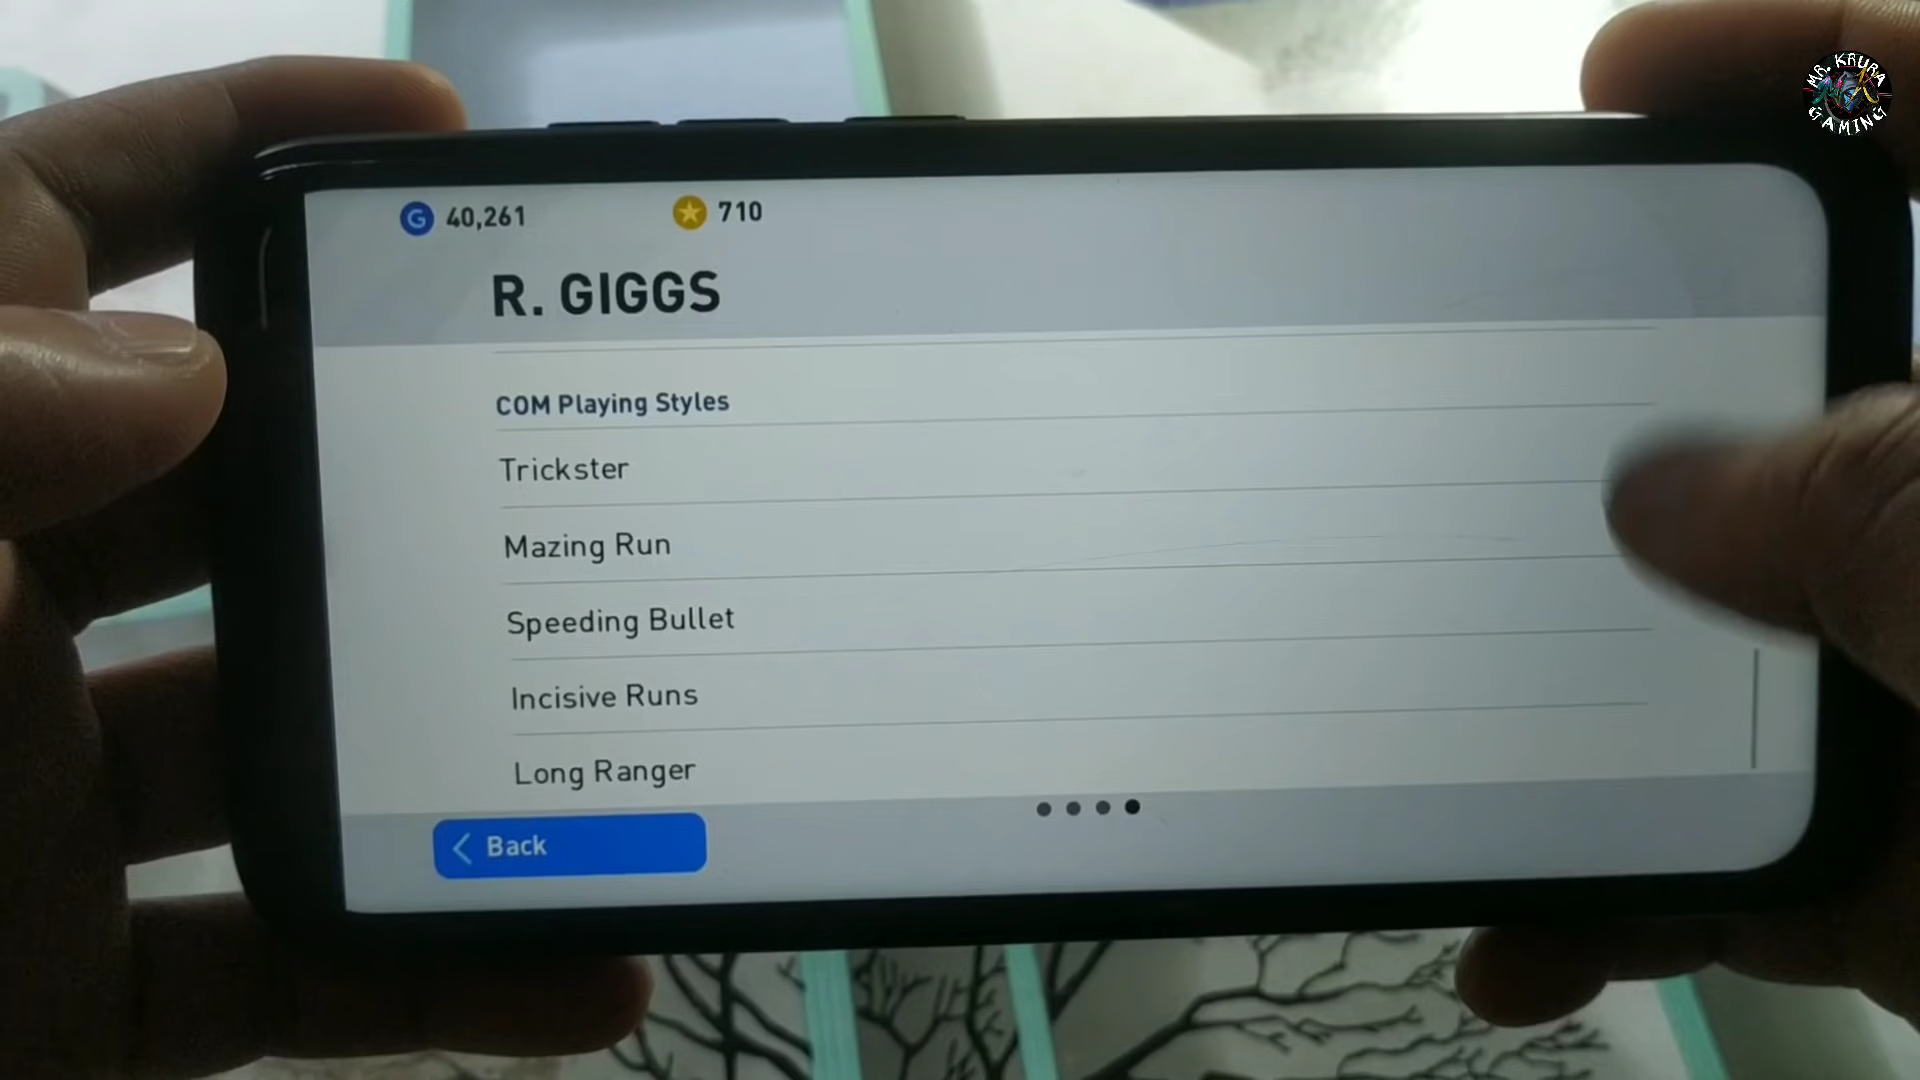 MR. KRURA
GAMING
G 40,261
710
R. GIGGS
COM Playing Styles
Trickster
Mazing Run
Speeding Bullet
Incisive Runs
Long Ranger
Back